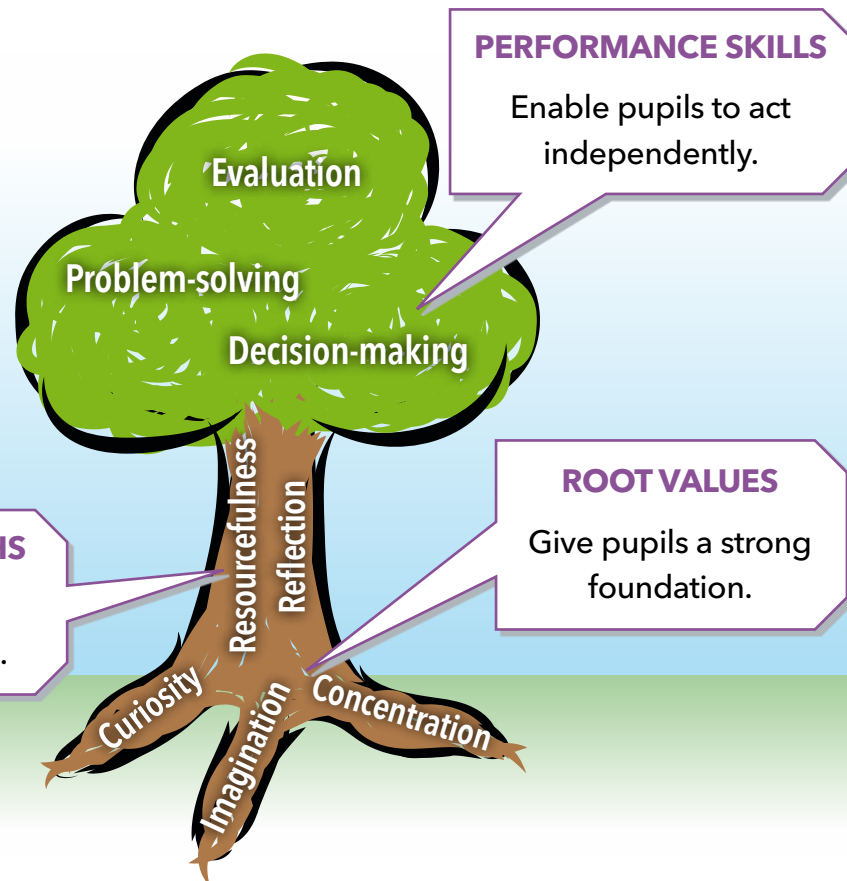 PERFORMANCE SKILLS
Enable pupils to act
independently.
Evaluation
Problem-solving
Decision-making
Resourcefulness
Reflection
ROOT VALUES
Give pupils a strong
foundation.
Curiosity
Imagination
Concentration